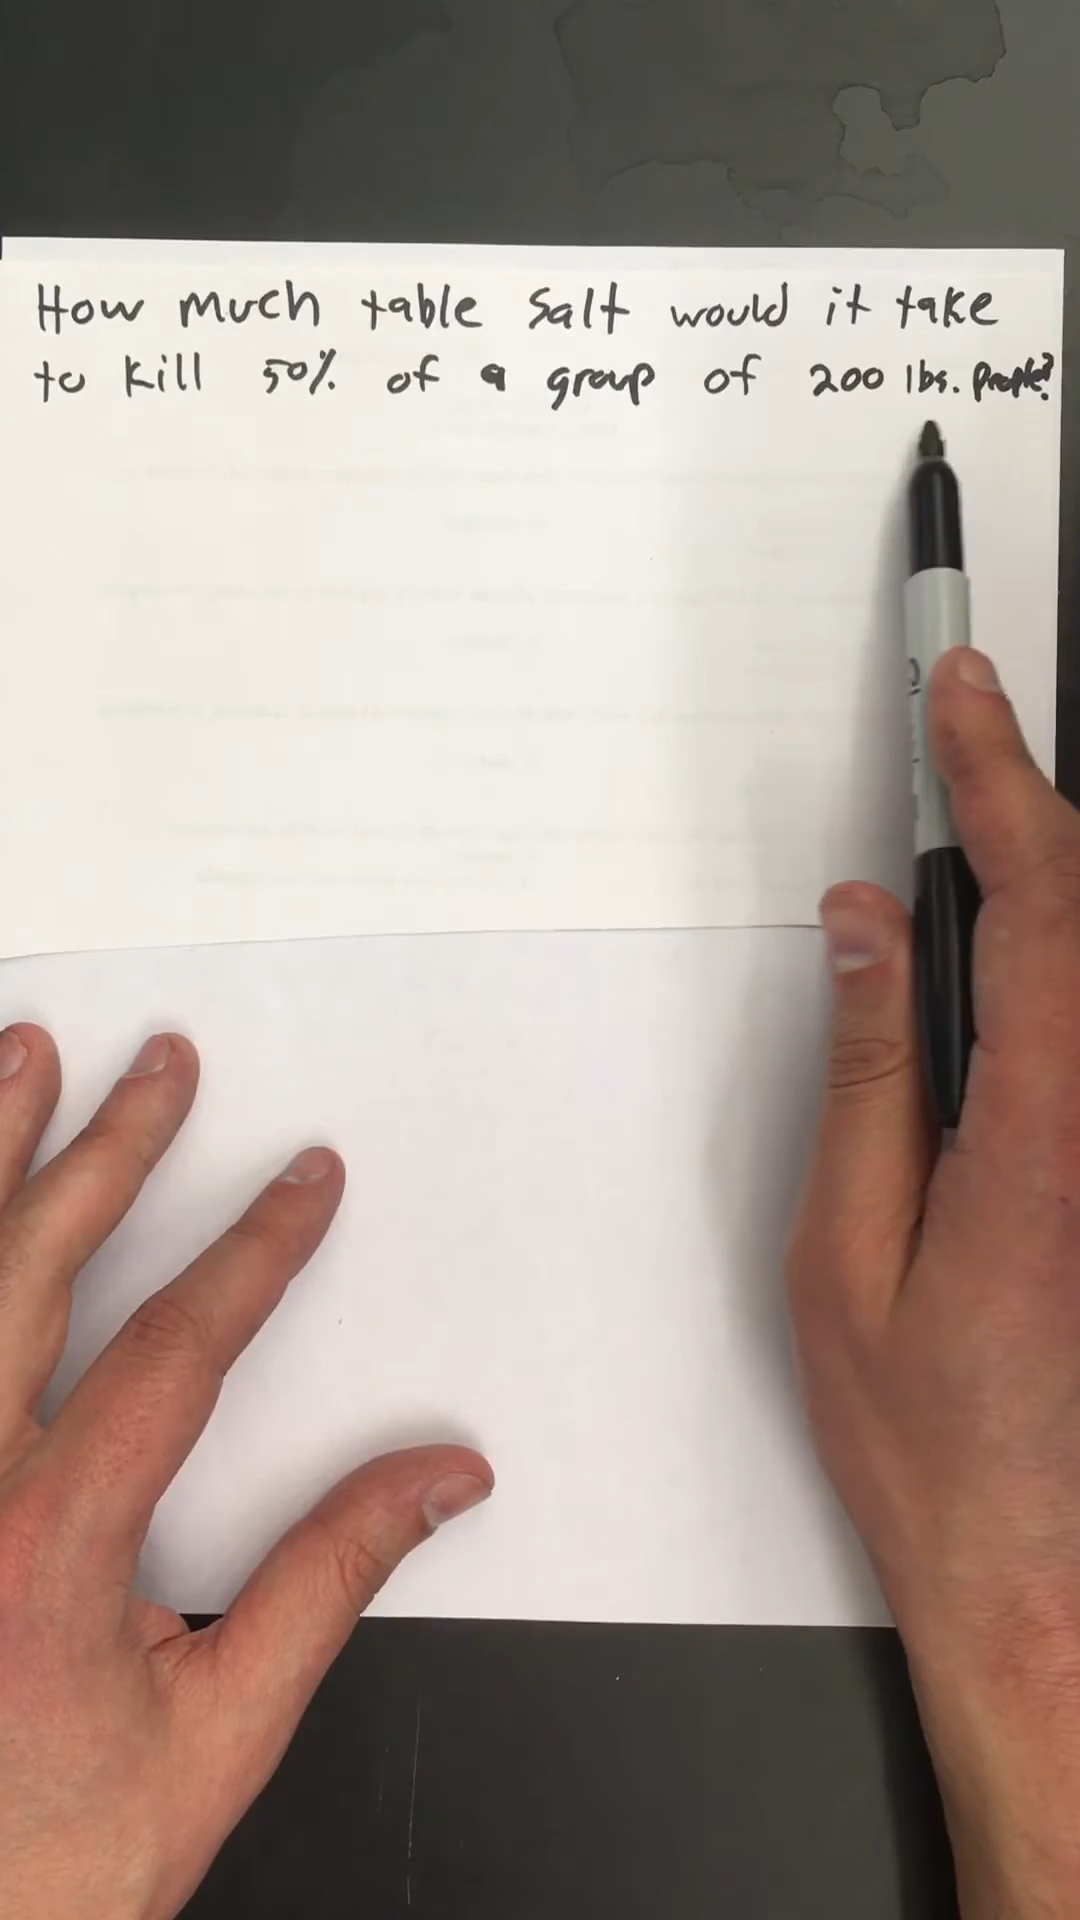 How much table salt would it take
to kill 50% of a group of 200 lbs. people?